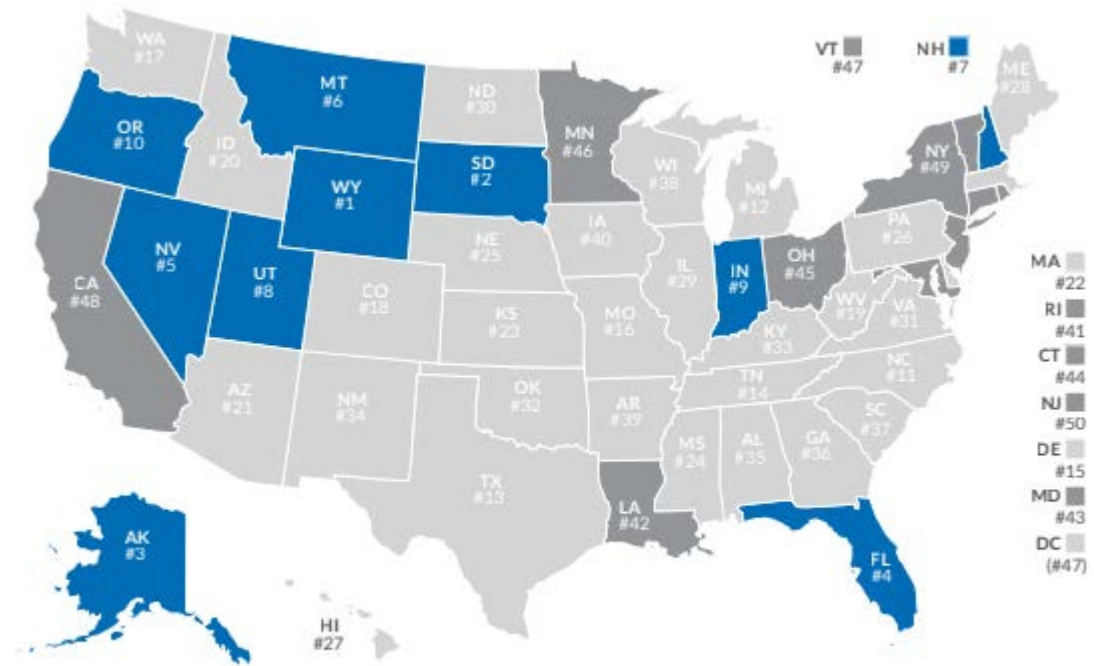 WA
#17
MT
#6
ND
#30
MN
#46
VT
#47
NH
#7
ME
#28
OR
#10
ID
#20
SD
#2
WI
#38
MI
#12
NY
#49
WY
#1
IA
#40
PA
#26
NE
#25
NV
#5
UT
#8
CA
#48
CO
#18
KS
#23
MO
#16
IL
#29
IN
#9
OH
#45
WV
#19
VA
#31
KY
#33
NC
#11
TN
#14
AZ
#21
NM
#34
OK
#32
AR
#39
SC
#37
MS
#24
AL
#35
GA
#36
TX
#13
LA
#42
FL
#4
AK
#3
HI
#27
MA
#22
RI
#41
CT
#44
NJ
#50
DE
#15
MD
#43
DC
(#47)